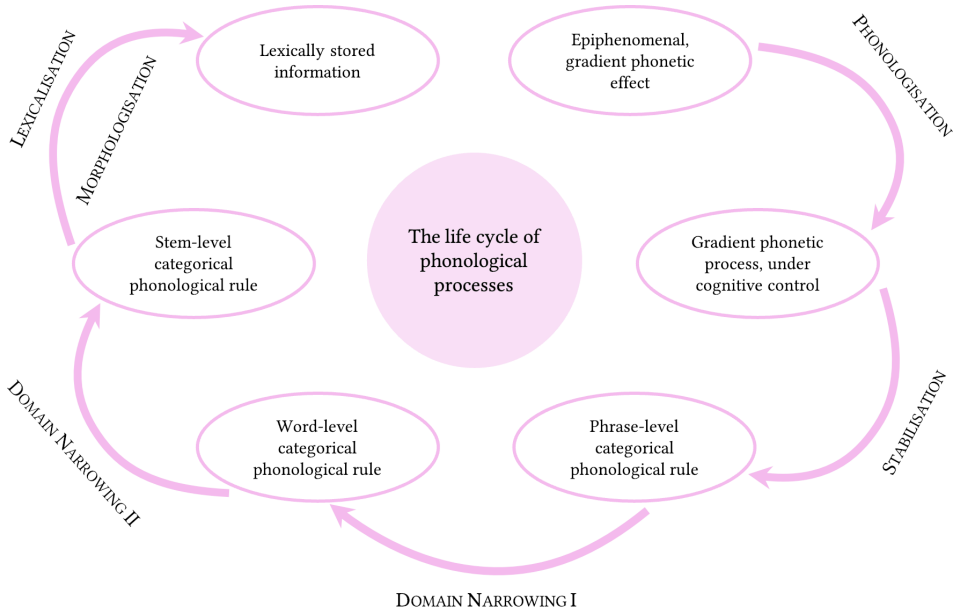 Lexically stored
information
Epiphenomenal,
gradient phonetic
effect
Phonologisation
Gradient phonetic
process, under
cognitive control
Stabilisation
Phrase-level
categorical
phonological rule
Domain Narrowing I
Word-level
categorical
phonological rule
Domain Narrowing II
Stem-level
categorical
phonological rule
Lexicalisation
Morphologisation
The life cycle of
phonological
processes